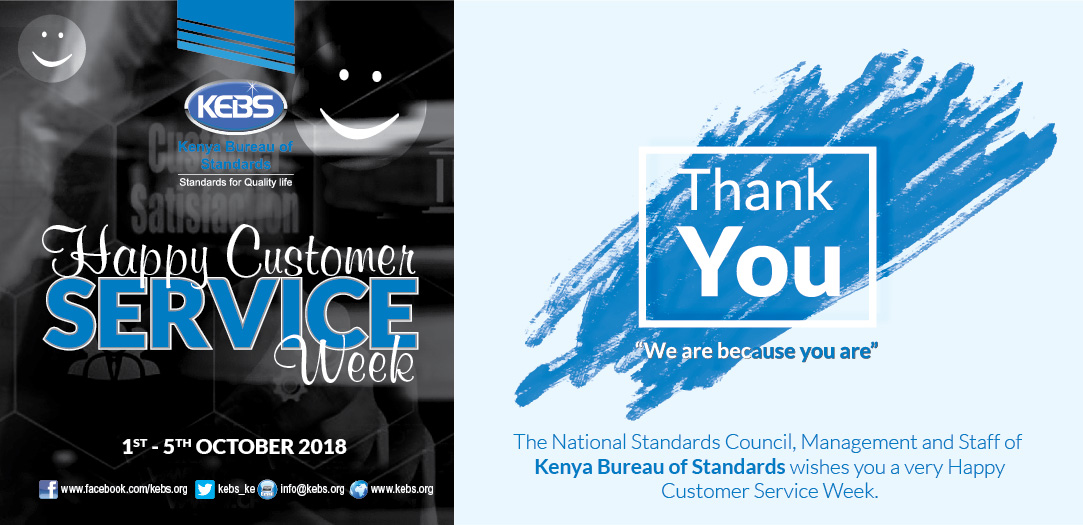 KEBS
Kenya Bureau of
Standards
Standards for Quality life
Customer
Satisfaction
Happy Customer
SERVICE
Week
1ST - 5TH OCTOBER 2018
www.facebook.com/kebs.org kebs_ke info@kebs.org www.kebs.org
Thank
You
“We are because you are”
The National Standards Council, Management and Staff of
Kenya Bureau of Standards wishes you a very Happy
Customer Service Week.